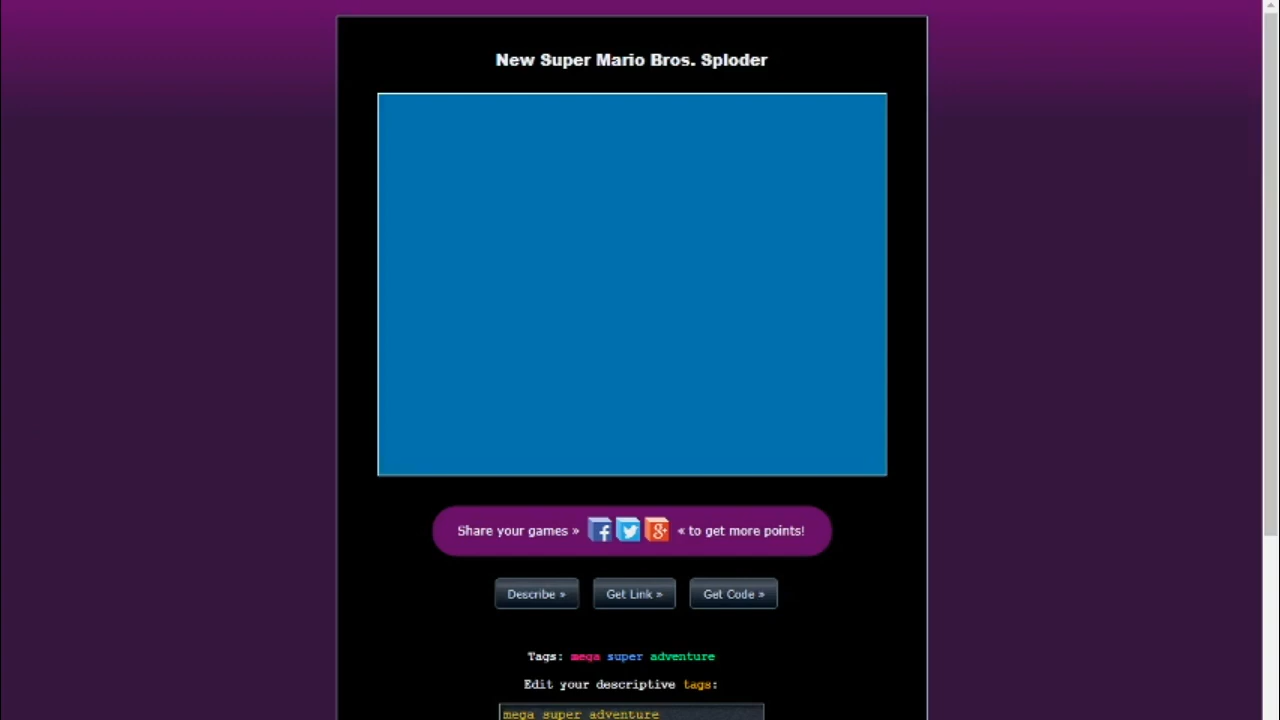 New Super Mario Bros. Sploder
Share your games » « to get more points!
Describe »
Get Link »
Get Code »
Tags: mega super adventure
Edit your descriptive tags:
mega super adventure